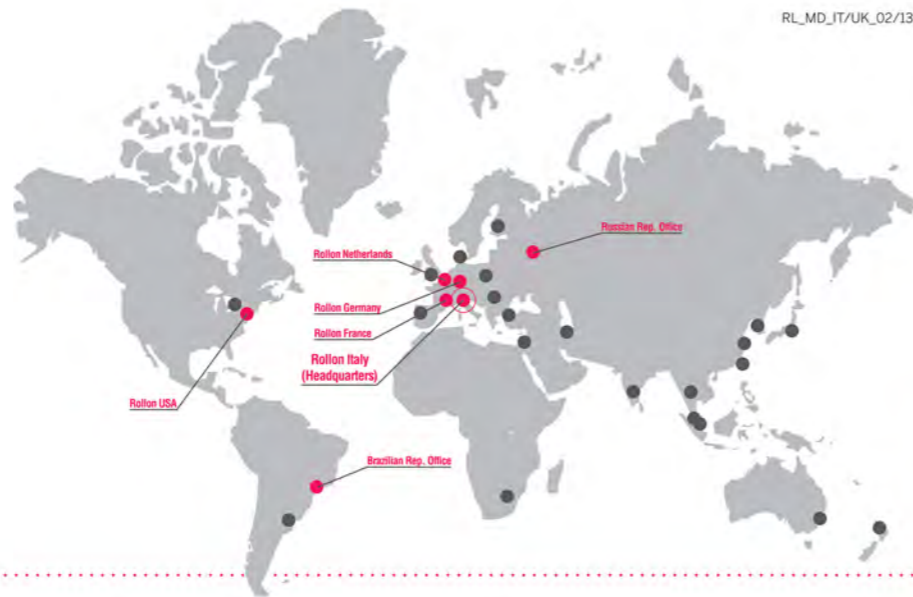 RL_MD_IT/UK_02/13
Russian Rep. Office
Rollon Netherlands
Rollon Germany
Rollon France
Rollon Italy
(Headquarters)
Rollon USA
Brazilian Rep. Office